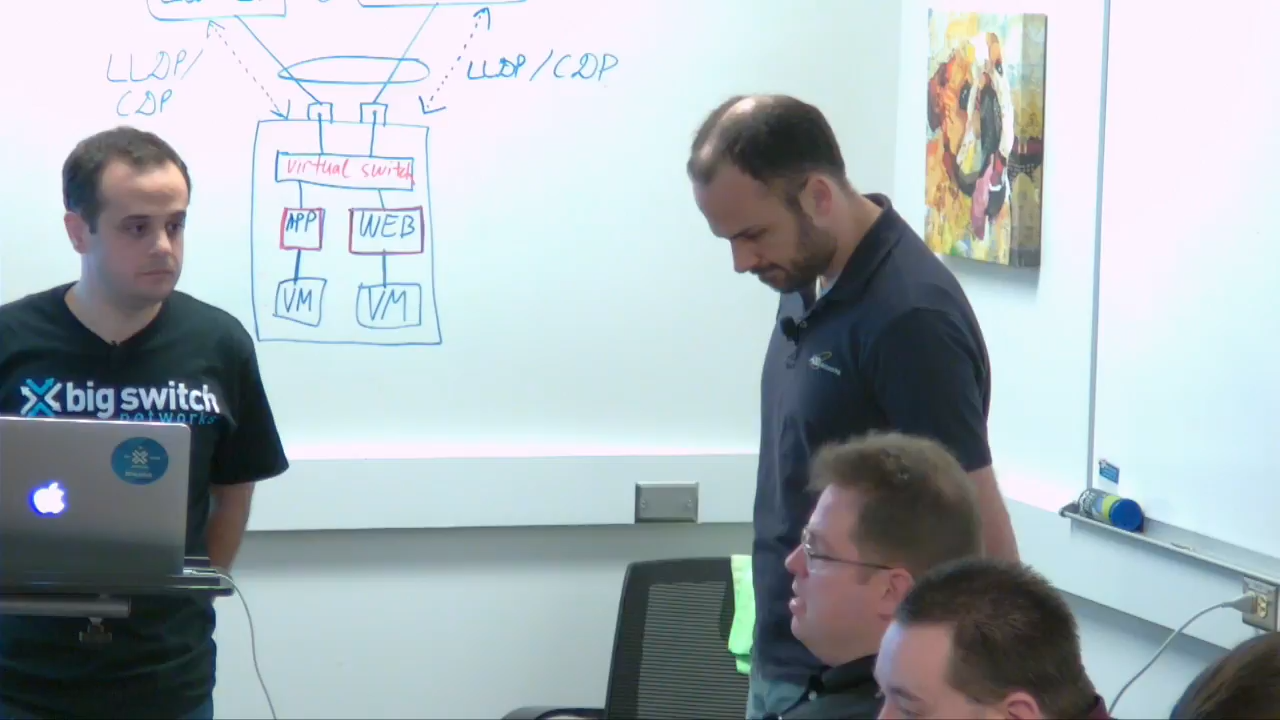 LLDP/
CDP
LLDP/CDP
virtual switch
APP
WEB
VM
VM
big switch
networks